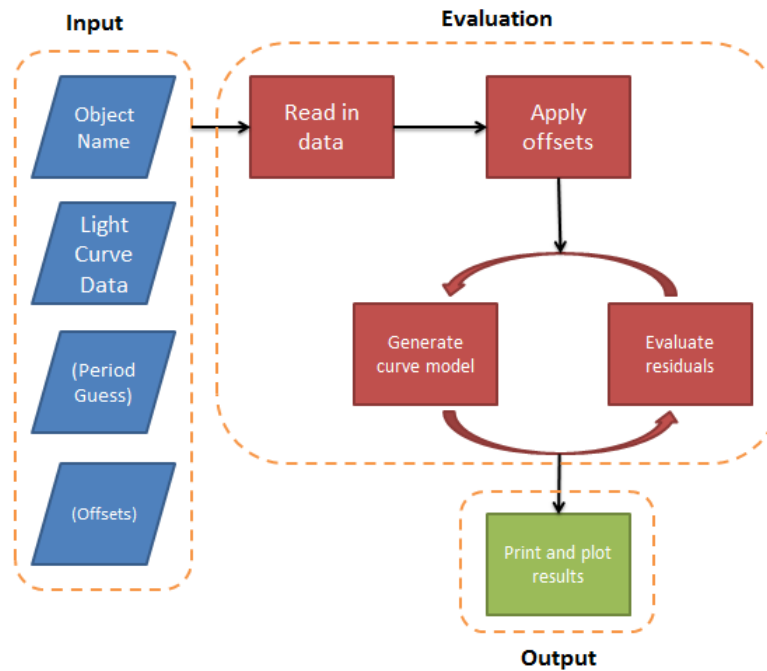 Input
Object
Name
Light
Curve
Data
(Period
Guess)
(Offsets)
Evaluation
Read in
data
Apply
offsets
Generate
curve model
Evaluate
residuals
Print and plot
results
Output